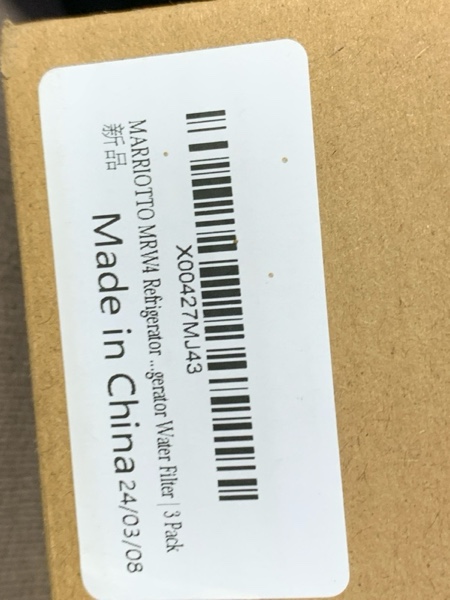 X00427MJ43
MARRIOTTO MRW4 Refrigerator ...gerator Water Filter | 3 Pack
新品
Made in China 24/03/08